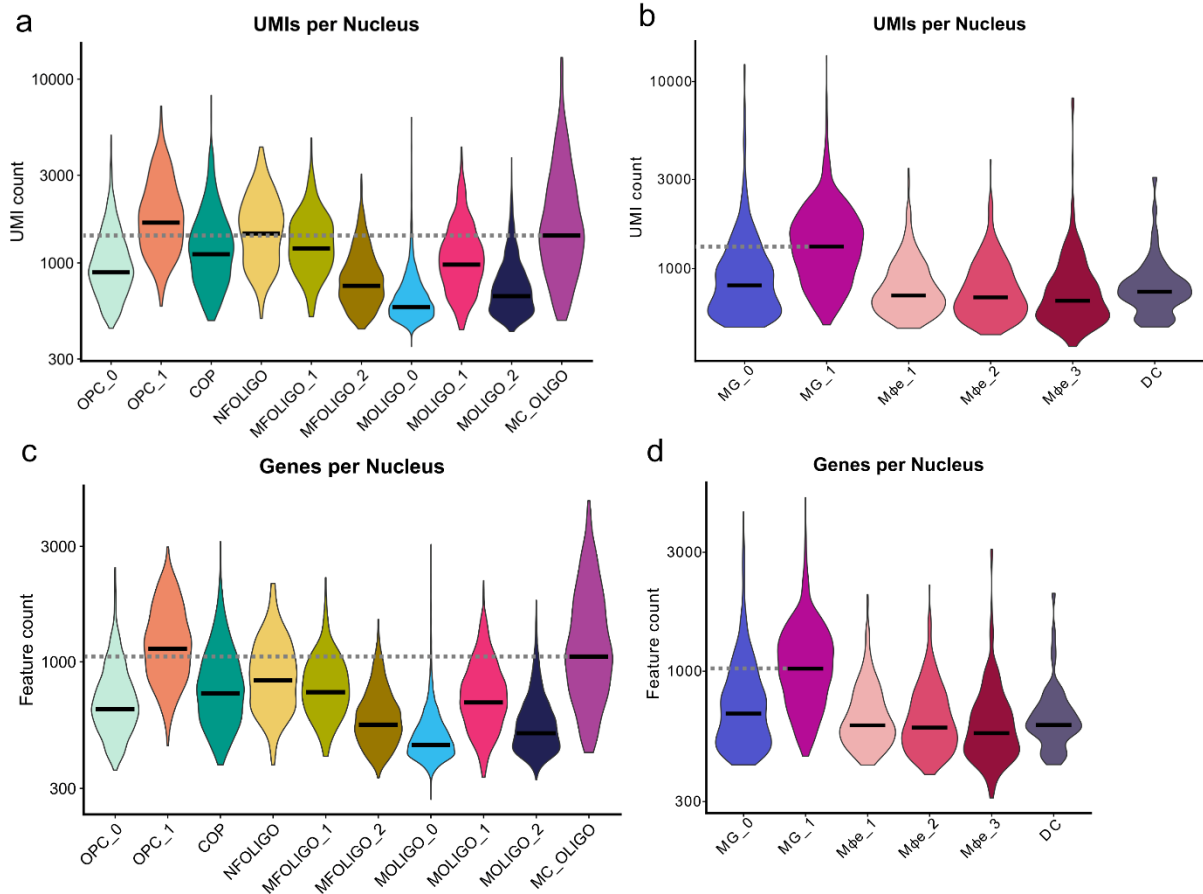 a
UMIs per Nucleus
UMI count
10000
3000
1000
300
OPC_0
OPC_1
COP
NFOLIGO
MFOLIGO_1
MFOLIGO_2
MOLIGO_0
MOLIGO_1
MOLIGO_2
MC_OLIGO
b
UMIs per Nucleus
UMI count
10000
3000
1000
MG_0
MG_1
Mϕe_1
Mϕe_2
Mϕe_3
DC
c
Genes per Nucleus
Feature count
3000
1000
300
OPC_0
OPC_1
COP
NFOLIGO
MFOLIGO_1
MFOLIGO_2
MOLIGO_0
MOLIGO_1
MOLIGO_2
MC_OLIGO
d
Genes per Nucleus
Feature count
3000
1000
300
MG_0
MG_1
Mϕe_1
Mϕe_2
Mϕe_3
DC